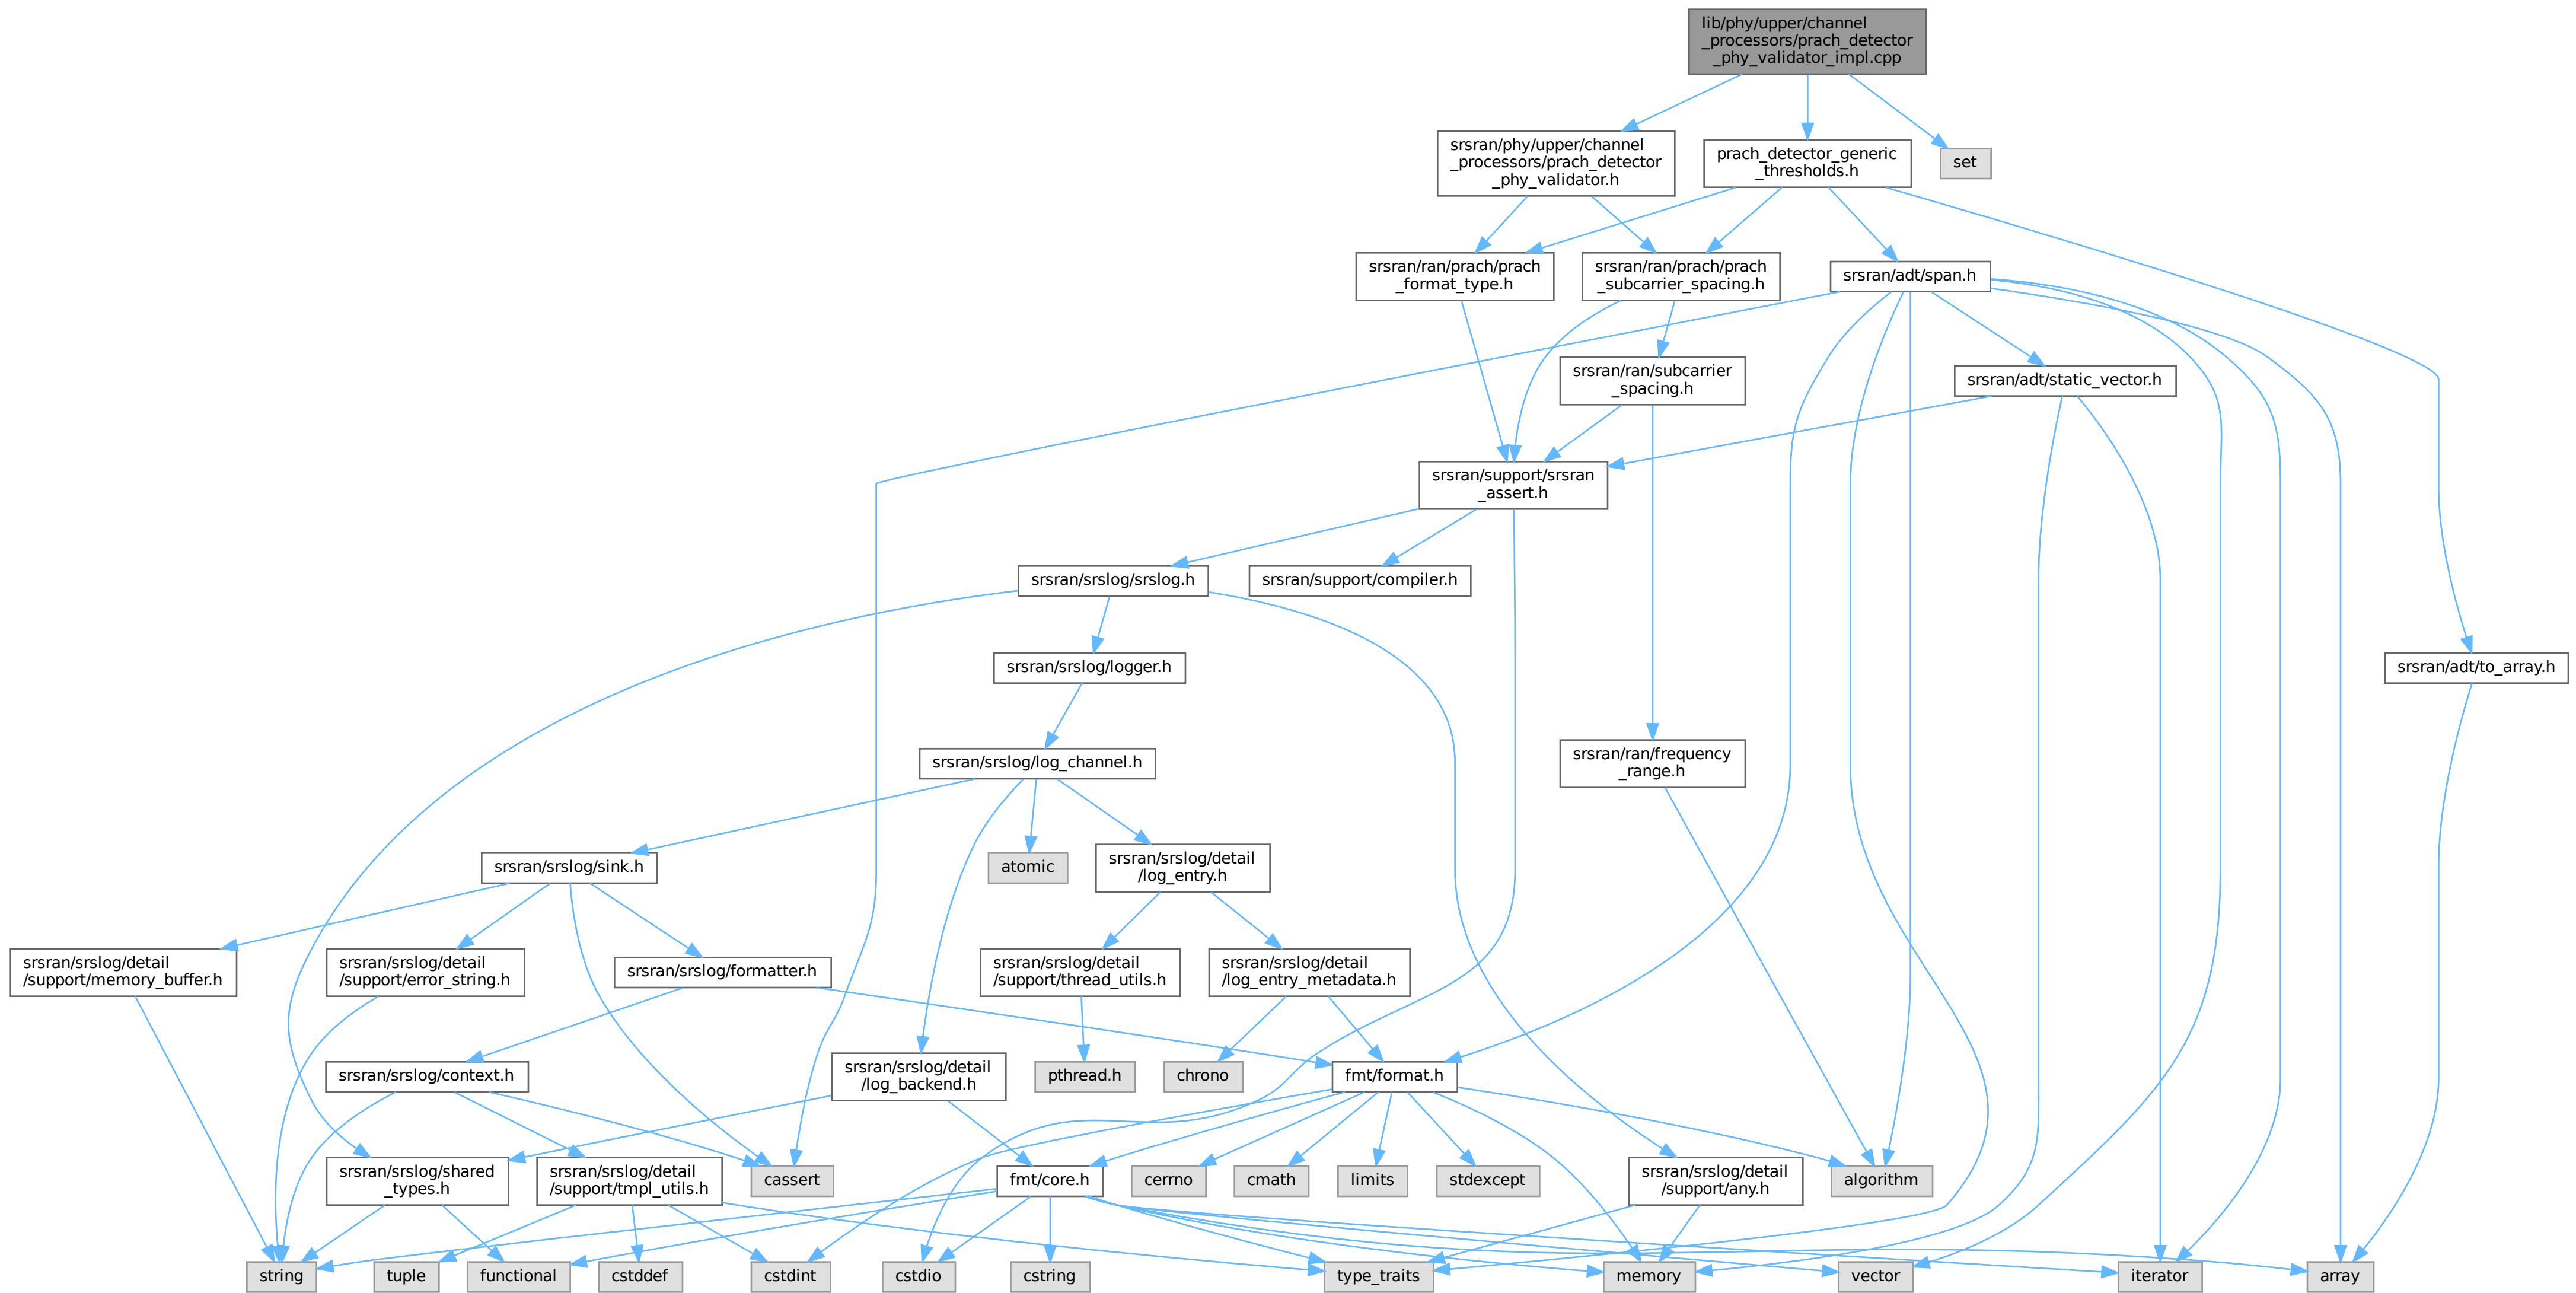 lib/phy/upper/channel
_processors/prach_detector
_phy_validator_impl.cpp
srsran/phy/upper/channel
_processors/prach_detector
_phy_validator.h
prach_detector_generic
_thresholds.h
set
srsran/ran/prach/prach
_format_type.h
srsran/ran/prach/prach
_subcarrier_spacing.h
srsran/adt/span.h
srsran/ran/subcarrier
_spacing.h
srsran/adt/static_vector.h
srsran/support/srsran
_assert.h
srsran/srslog/srslog.h
srsran/support/compiler.h
srsran/srslog/logger.h
srsran/adt/to_array.h
srsran/srslog/log_channel.h
srsran/ran/frequency
_range.h
srsran/srslog/sink.h
atomic
srsran/srslog/detail
/log_entry.h
srsran/srslog/detail
/support/memory_buffer.h
srsran/srslog/detail
/support/error_string.h
srsran/srslog/formatter.h
srsran/srslog/detail
/support/thread_utils.h
srsran/srslog/detail
/log_entry_metadata.h
srsran/srslog/context.h
srsran/srslog/detail
/log_backend.h
pthread.h
chrono
fmt/format.h
srsran/srslog/shared
_types.h
srsran/srslog/detail
/support/tmpl_utils.h
cassert
fmt/core.h
cerrno
cmath
limits
stdexcept
srsran/srslog/detail
/support/any.h
algorithm
string
tuple
functional
cstddef
cstdint
cstdio
cstring
type_traits
memory
vector
iterator
array